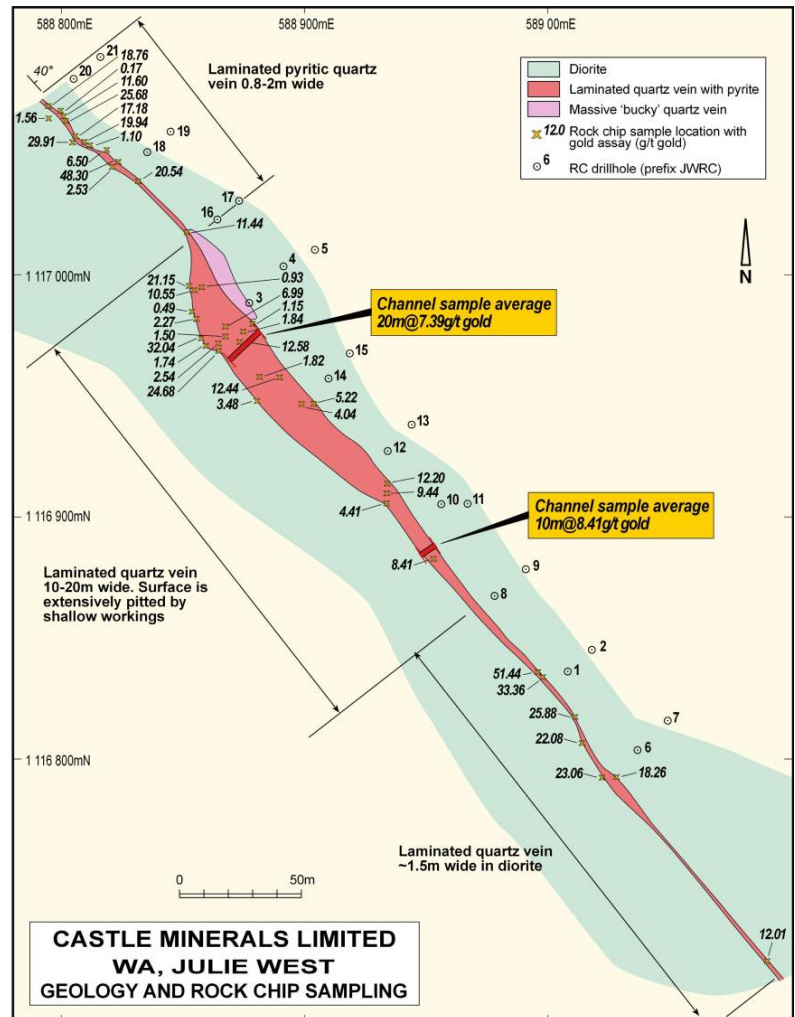 588 800mE
588 900mE
589 00mE
21
20
40°
18.76
0.17
11.60
25.68
17.18
19.94
1.10
1.56
29.91
6.50
48.30
2.53
19
18
20.54
17
16
11.44
Laminated pyritic quartz
vein 0.8-2m wide
Diorite
Laminated quartz vein with pyrite
Massive ‘bucky’ quartz vein
12.0 Rock chip sample location with
gold assay (g/t gold)
6 RC drillhole (prefix JWRC)
N
1 117 000mN
5
4
3
21.15
10.55
0.49
2.27
1.50
32.04
1.74
2.54
24.68
0.93
6.99
1.15
1.84
12.58
1.82
12.44
3.48
5.22
4.04
Channel sample average
20m@7.39g/t gold
15
14
13
12
12.20
9.44
4.41
10
11
1 116 900mN
Channel sample average
10m@8.41g/t gold
8.41
9
8
Laminated quartz vein
10-20m wide. Surface is
extensively pitted by
shallow workings
2
1
51.44
33.36
25.88
22.08
23.06
18.26
7
6
1 116 800mN
Laminated quartz vein
~1.5m wide in diorite
12.01
0
50m
CASTLE MINERALS LIMITED
WA, JULIE WEST
GEOLOGY AND ROCK CHIP SAMPLING